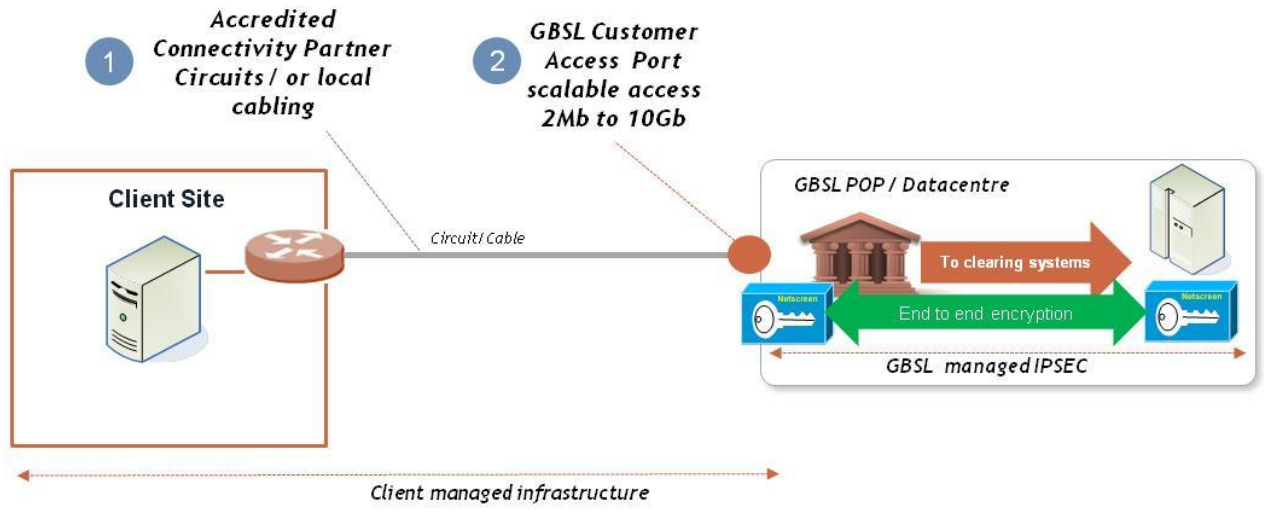 1
Accredited
Connectivity Partner
Circuits / or local
cabling
2
GBSL Customer
Access Port
scalable access
2Mb to 10Gb
Client Site
Circuit/ Cable
GBSL POP / Datacentre
To clearing systems
Netscreen
End to end encryption
Netscreen
GBSL managed IPSEC
Client managed infrastructure